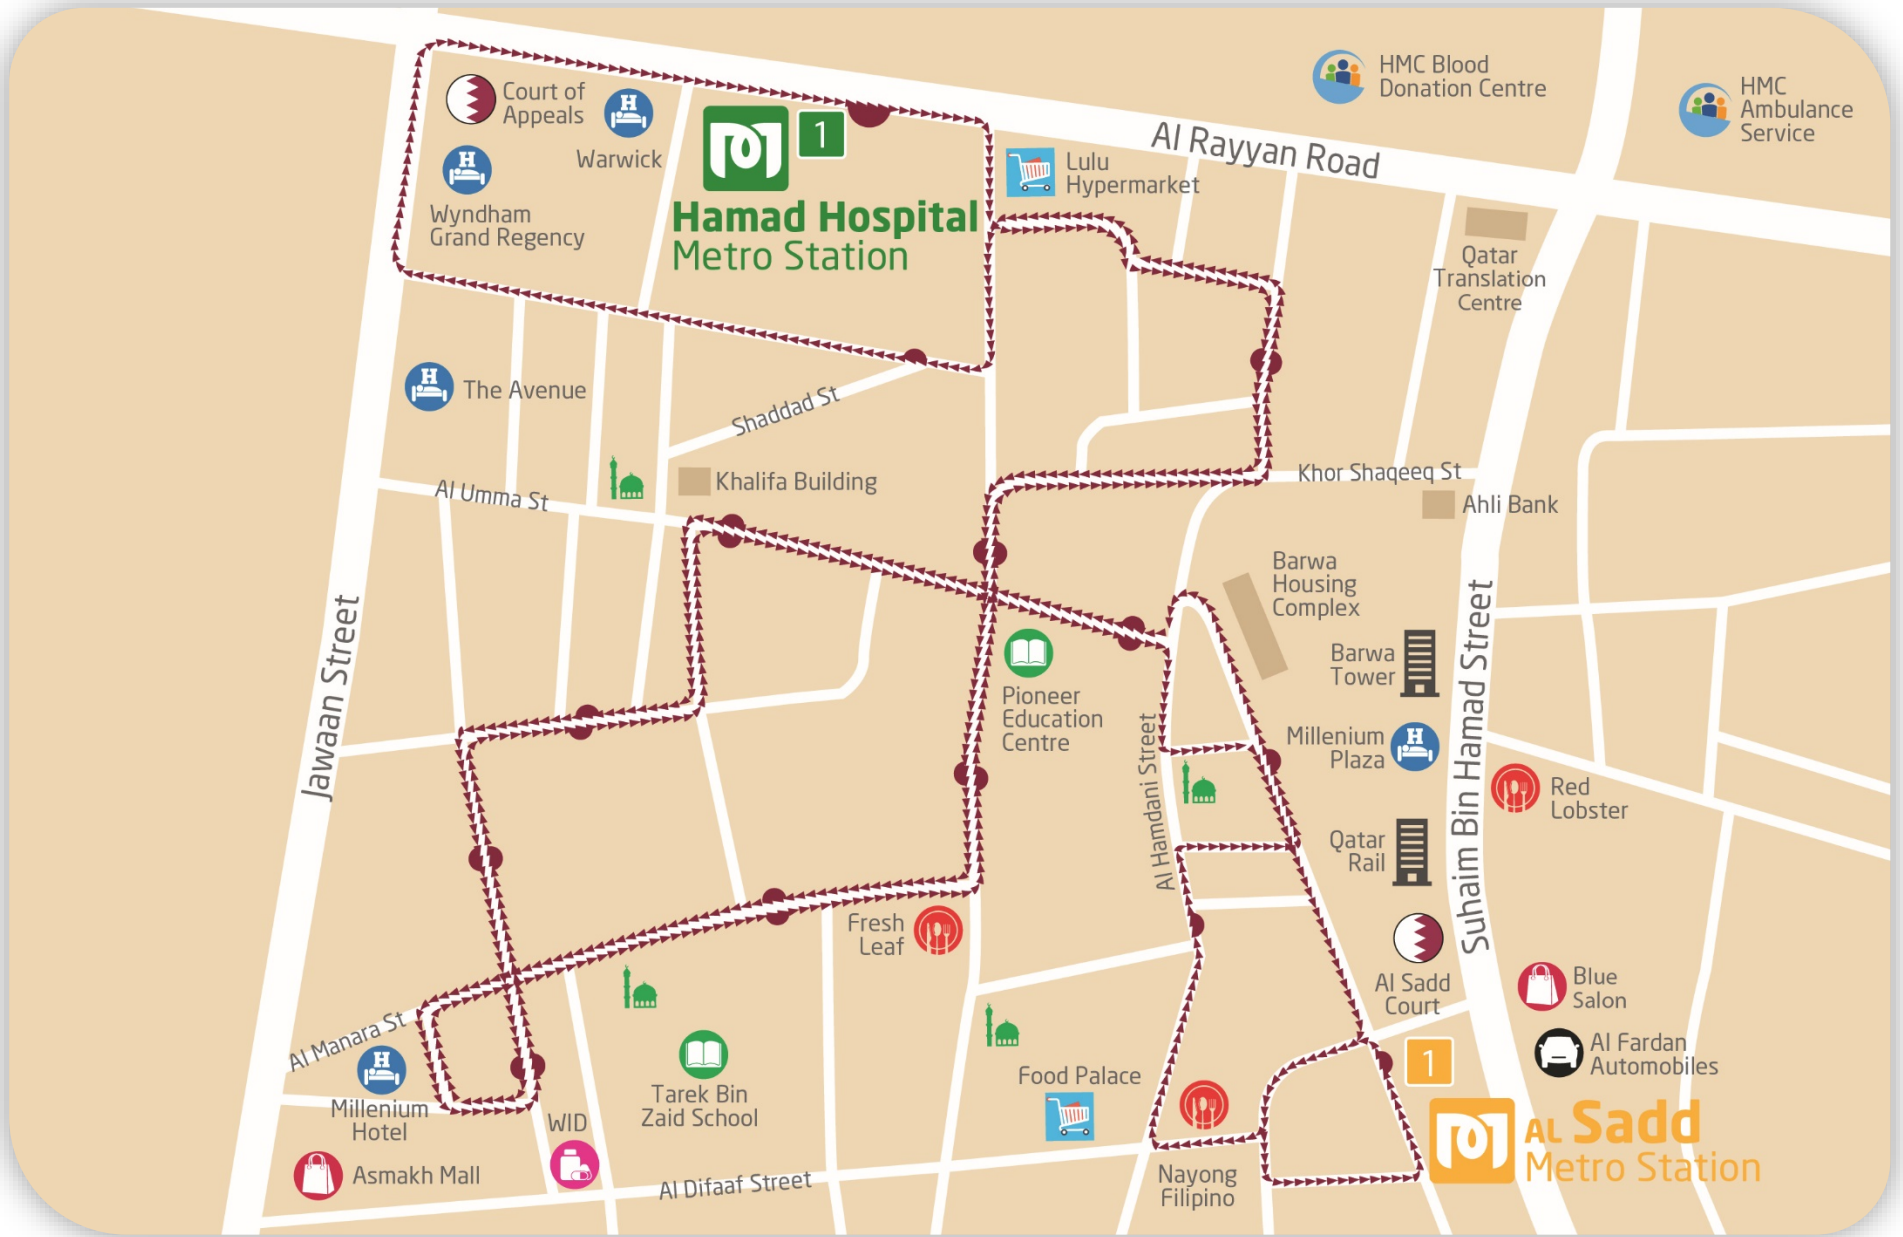 HMC Blood
Donation Centre
HMC
Ambulance
Service
Court of
Appeals
H
Warwick
1
Al Rayyan Road
H
Wyndham
Grand Regency
Hamad Hospital
Metro Station
Lulu
Hypermarket
Qatar
Translation
Centre
H
The Avenue
Shaddad St
Khalifa Building
Al Umma St
Khor Shaqeeq St
Ahli Bank
Barwa
Housing
Complex
Jawaan Street
Pioneer
Education
Centre
Barwa
Tower
Millenium
Plaza
H
Al Hamdani Street
Suhaim Bin Hamad Street
Red
Lobster
Qatar
Rail
Fresh
Leaf
Al Sadd
Court
Blue
Salon
Al Manara St
H
Millenium
Hotel
Tarek Bin
Zaid School
WID
Asmakh Mall
Food Palace
Al Difaaf Street
Nayong
Filipino
1
Al Fardan
Automobiles
AL Sadd
Metro Station